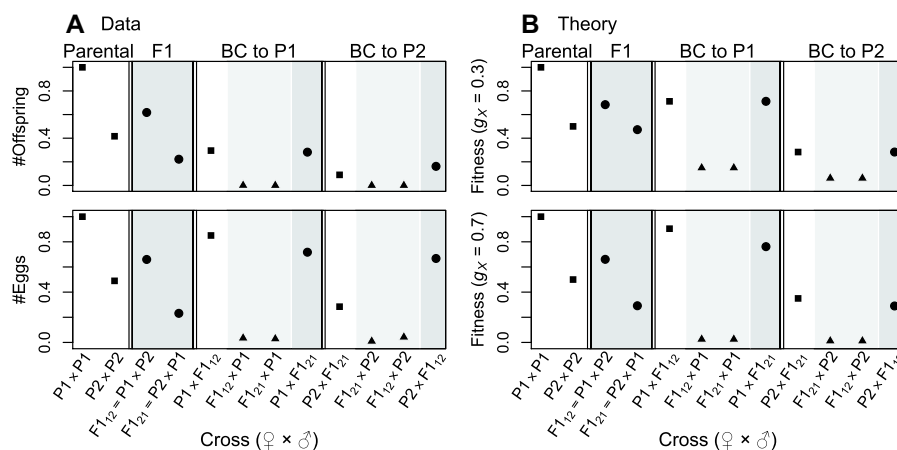 A Data
Parental F1 BC to P1 BC to P2
#Offspring
0.8
0.4
0.0
#Eggs
0.8
0.4
0.0
P1 x P1
P2 x P2
F1₁₂ = P1 x P2
F1₂₁ = P2 x P1
P1 x F1₁₂
F1₁₂ x P1
F1₂₁ x P1
P1 x F1₂₁
P2 x F1₂₁
F1₂₁ x P2
F1₁₂ x P2
P2 x F1₁₂
Cross (♀ × ♂)
B Theory
Parental F1 BC to P1 BC to P2
Fitness (gX = 0.3)
0.8
0.4
0.0
Fitness (gX = 0.7)
0.8
0.4
0.0
P1 x P1
P2 x P2
F1₁₂ = P1 x P2
F1₂₁ = P2 x P1
P1 x F1₁₂
F1₁₂ x P1
F1₂₁ x P1
P1 x F1₂₁
P2 x F1₂₁
F1₂₁ x P2
F1₁₂ x P2
P2 x F1₁₂
Cross (♀ × ♂)